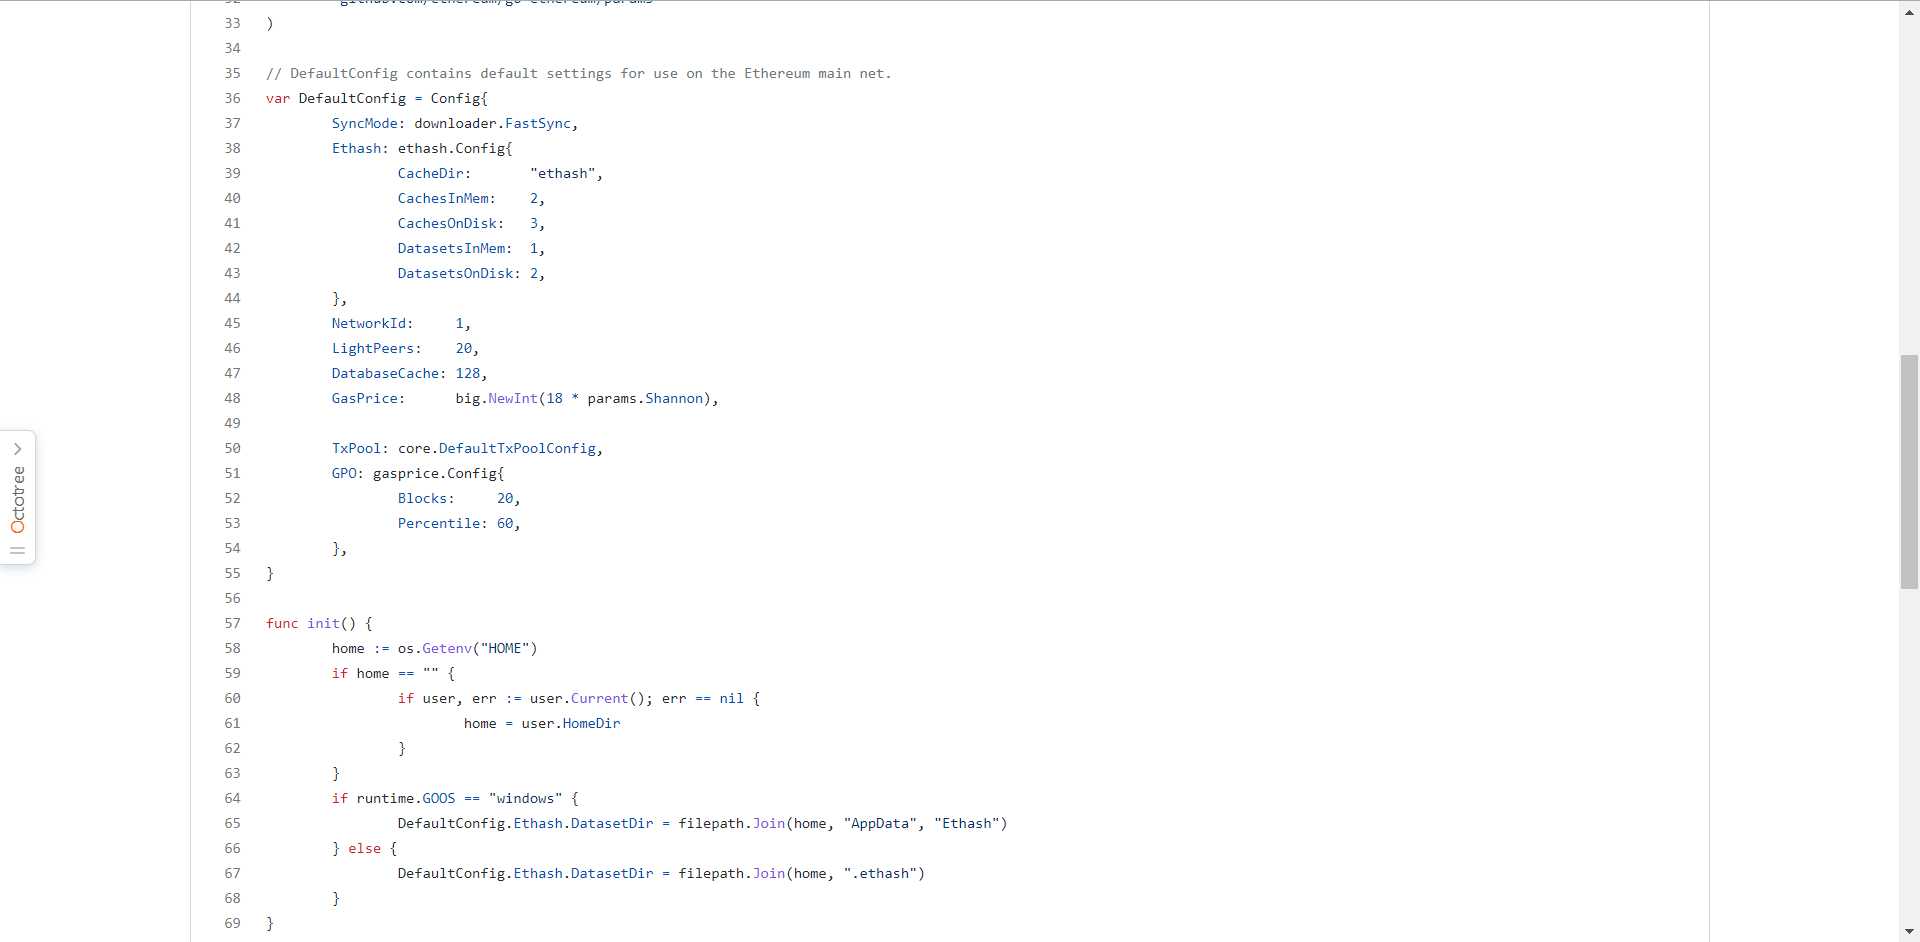 33 )
34
35 // DefaultConfig contains default settings for use on the Ethereum main net.
36 var DefaultConfig = Config{
37 SyncMode: downloader.FastSync,
38 Ethash: ethash.Config{
39 CacheDir: "ethash",
40 CachesInMem: 2,
41 CachesOnDisk: 3,
42 DatasetsInMem: 1,
43 DatasetsOnDisk: 2,
44 },
45 NetworkId: 1,
46 LightPeers: 20,
47 DatabaseCache: 128,
48 GasPrice: big.NewInt(18 * params.Shannon),
49
50 TxPool: core.DefaultTxPoolConfig,
51 GPO: gasprice.Config{
52 Blocks: 20,
53 Percentile: 60,
54 },
55 }
56
57 func init() {
58 home := os.Getenv("HOME")
59 if home == "" {
60 if user, err := user.Current(); err == nil {
61 home = user.HomeDir
62 }
63 }
64 if runtime.GOOS == "windows" {
65 DefaultConfig.Ethash.DatasetDir = filepath.Join(home, "AppData", "Ethash")
66 } else {
67 DefaultConfig.Ethash.DatasetDir = filepath.Join(home, ".ethash")
68 }
69 }
Octotree